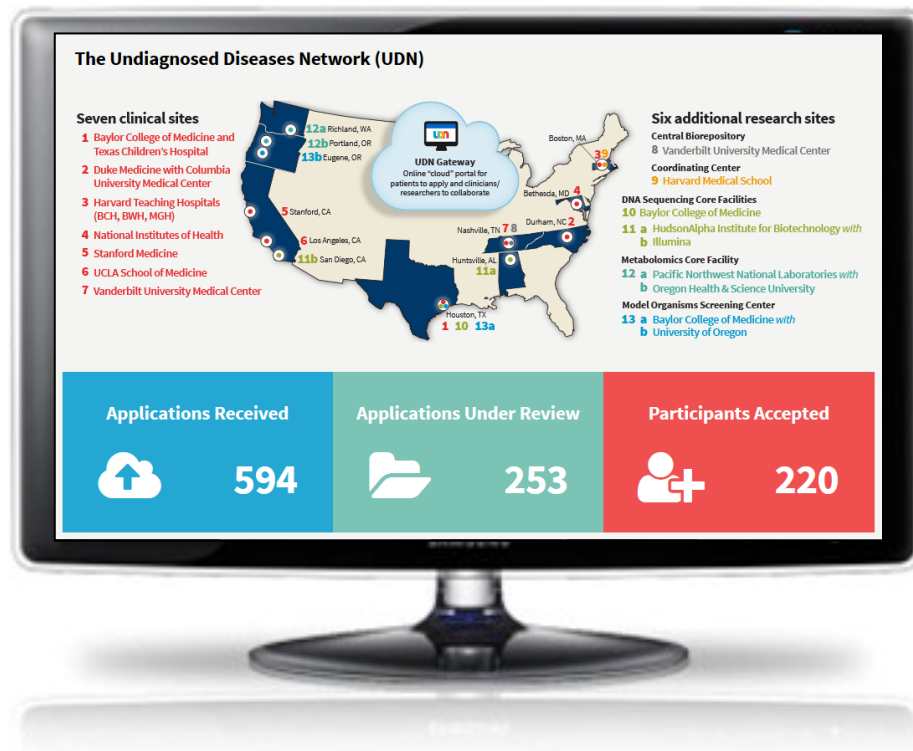 The Undiagnosed Diseases Network (UDN)
Seven clinical sites
1 Baylor College of Medicine and
Texas Children's Hospital
2 Duke Medicine with Columbia
University Medical Center
3 Harvard Teaching Hospitals
(BCH, BWH, MGH)
4 National Institutes of Health
5 Stanford Medicine
6 UCLA School of Medicine
7 Vanderbilt University Medical Center
12a Richland, WA
12b Portland, OR
13b Eugene, OR
5 Stanford, CA
6 Los Angeles, CA
11b San Diego, CA
UDN
UDN Gateway
Online "cloud" portal for
patients to apply and clinicians/
researchers to collaborate
Boston, MA
3 9
4
Bethesda, MD
Durham, NC 2
7 8
Nashville, TN
Huntsville, AL
11a
Houston, TX
1 10 13a
Six additional research sites
Central Biorepository
8 Vanderbilt University Medical Center
Coordinating Center
9 Harvard Medical School
DNA Sequencing Core Facilities
10 Baylor College of Medicine
11 a HudsonAlpha Institute for Biotechnology with
b Illumina
Metabolomics Core Facility
12 a Pacific Northwest National Laboratories with
b Oregon Health & Science University
Model Organisms Screening Center
13 a Baylor College of Medicine with
b University of Oregon
Applications Received
594
Applications Under Review
253
Participants Accepted
220